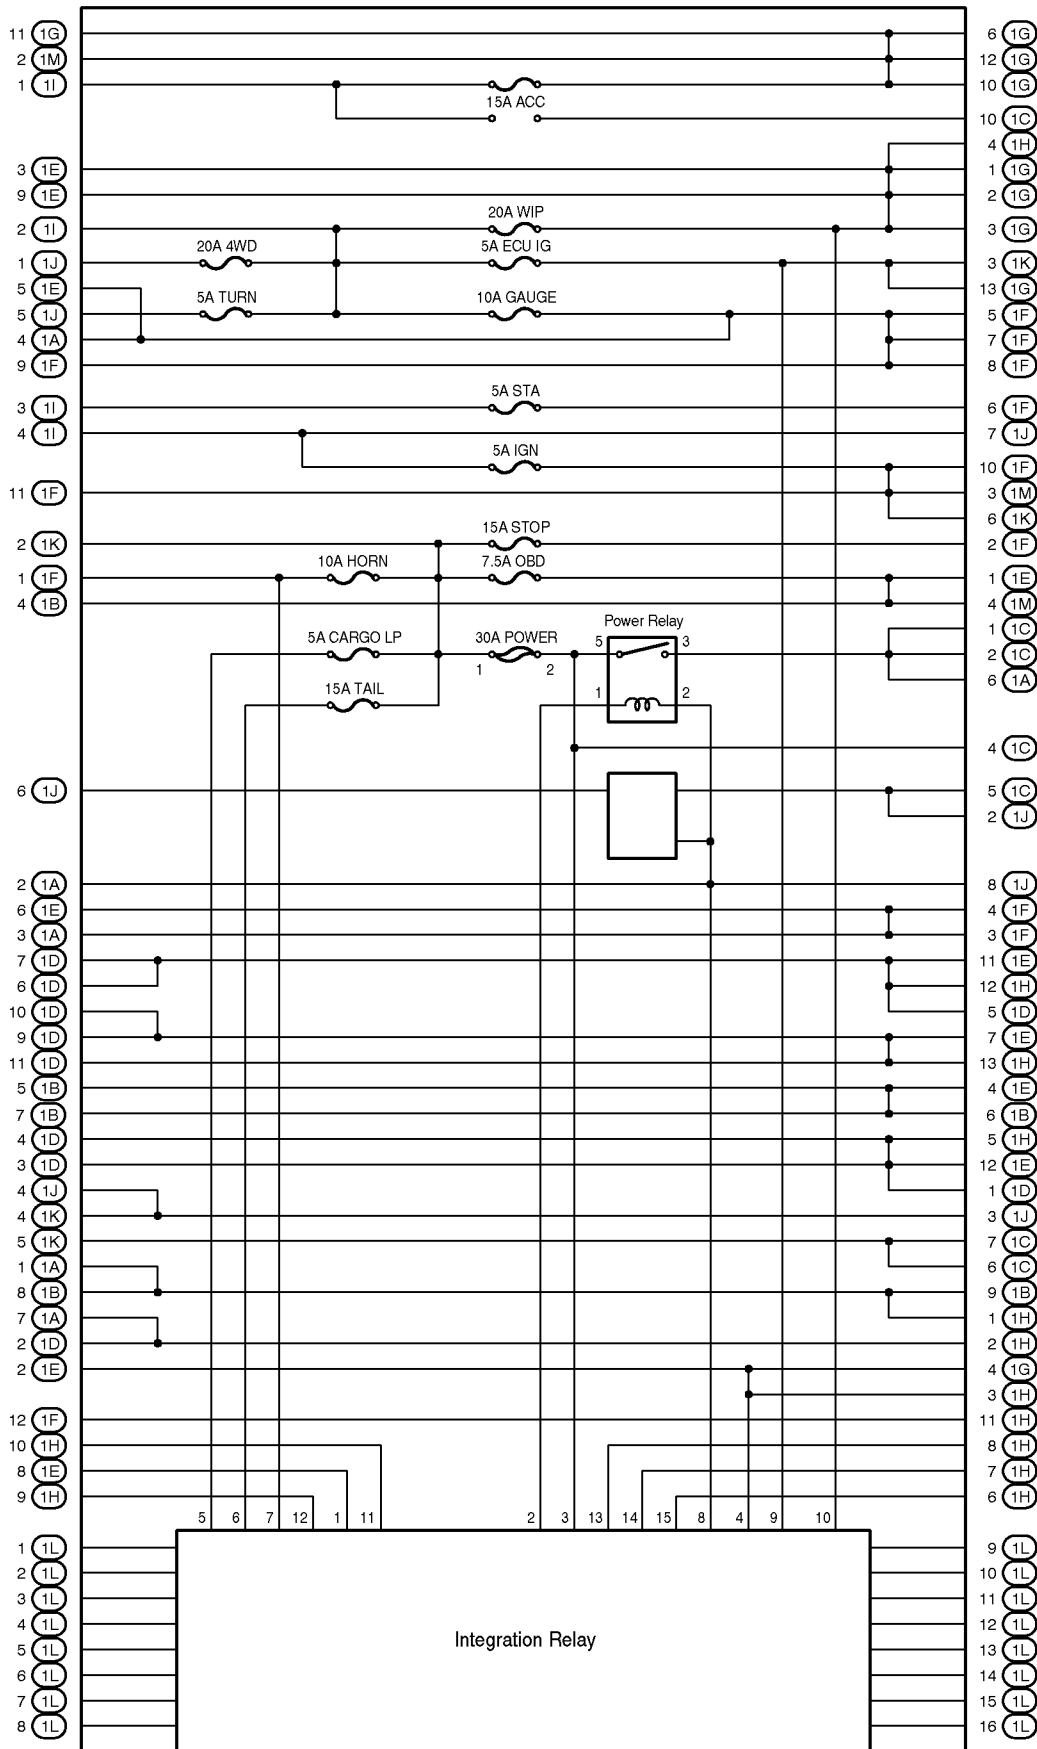 11 1G 6 1G
2 1M 12 1G
1 1I 10 1G
15A ACC
10 1C
4 1H
3 1E 1 1G
9 1E 2 1G
20A WIP
2 1I 3 1G
20A 4WD 5A ECU IG
1 1J 3 1K
5 1E 13 1G
5A TURN 10A GAUGE
5 1J 5 1F
4 1A 7 1F
9 1F 8 1F
5A STA
3 1I 6 1F
4 1I 7 1J
5A IGN
10 1F
11 1F 3 1M
6 1K
15A STOP
2 1K 2 1F
10A HORN 7.5A OBD
1 1F 1 1E
4 1B 4 1M
Power Relay
1 1C
5A CARGO LP 30A POWER 5 3
2 1C
1 2
6 1A
15A TAIL 1 2
4 1C
6 1J 5 1C
2 1J
2 1A 8 1J
6 1E 4 1F
3 1A 3 1F
7 1D 11 1E
6 1D 12 1H
10 1D 5 1D
9 1D 7 1E
11 1D 13 1H
5 1B 4 1E
7 1B 6 1B
4 1D 5 1H
3 1D 12 1E
4 1J 1 1D
4 1K 3 1J
5 1K 7 1C
1 1A 6 1C
8 1B 9 1B
7 1A 1 1H
2 1D 2 1H
2 1E 4 1G
3 1H
12 1F 11 1H
10 1H 8 1H
8 1E 7 1H
9 1H 6 1H
5 6 7 12 1 11 2 3 13 14 15 8 4 9 10
1 1L 9 1L
2 1L 10 1L
3 1L 11 1L
4 1L 12 1L
Integration Relay
5 1L 13 1L
6 1L 14 1L
7 1L 15 1L
8 1L 16 1L